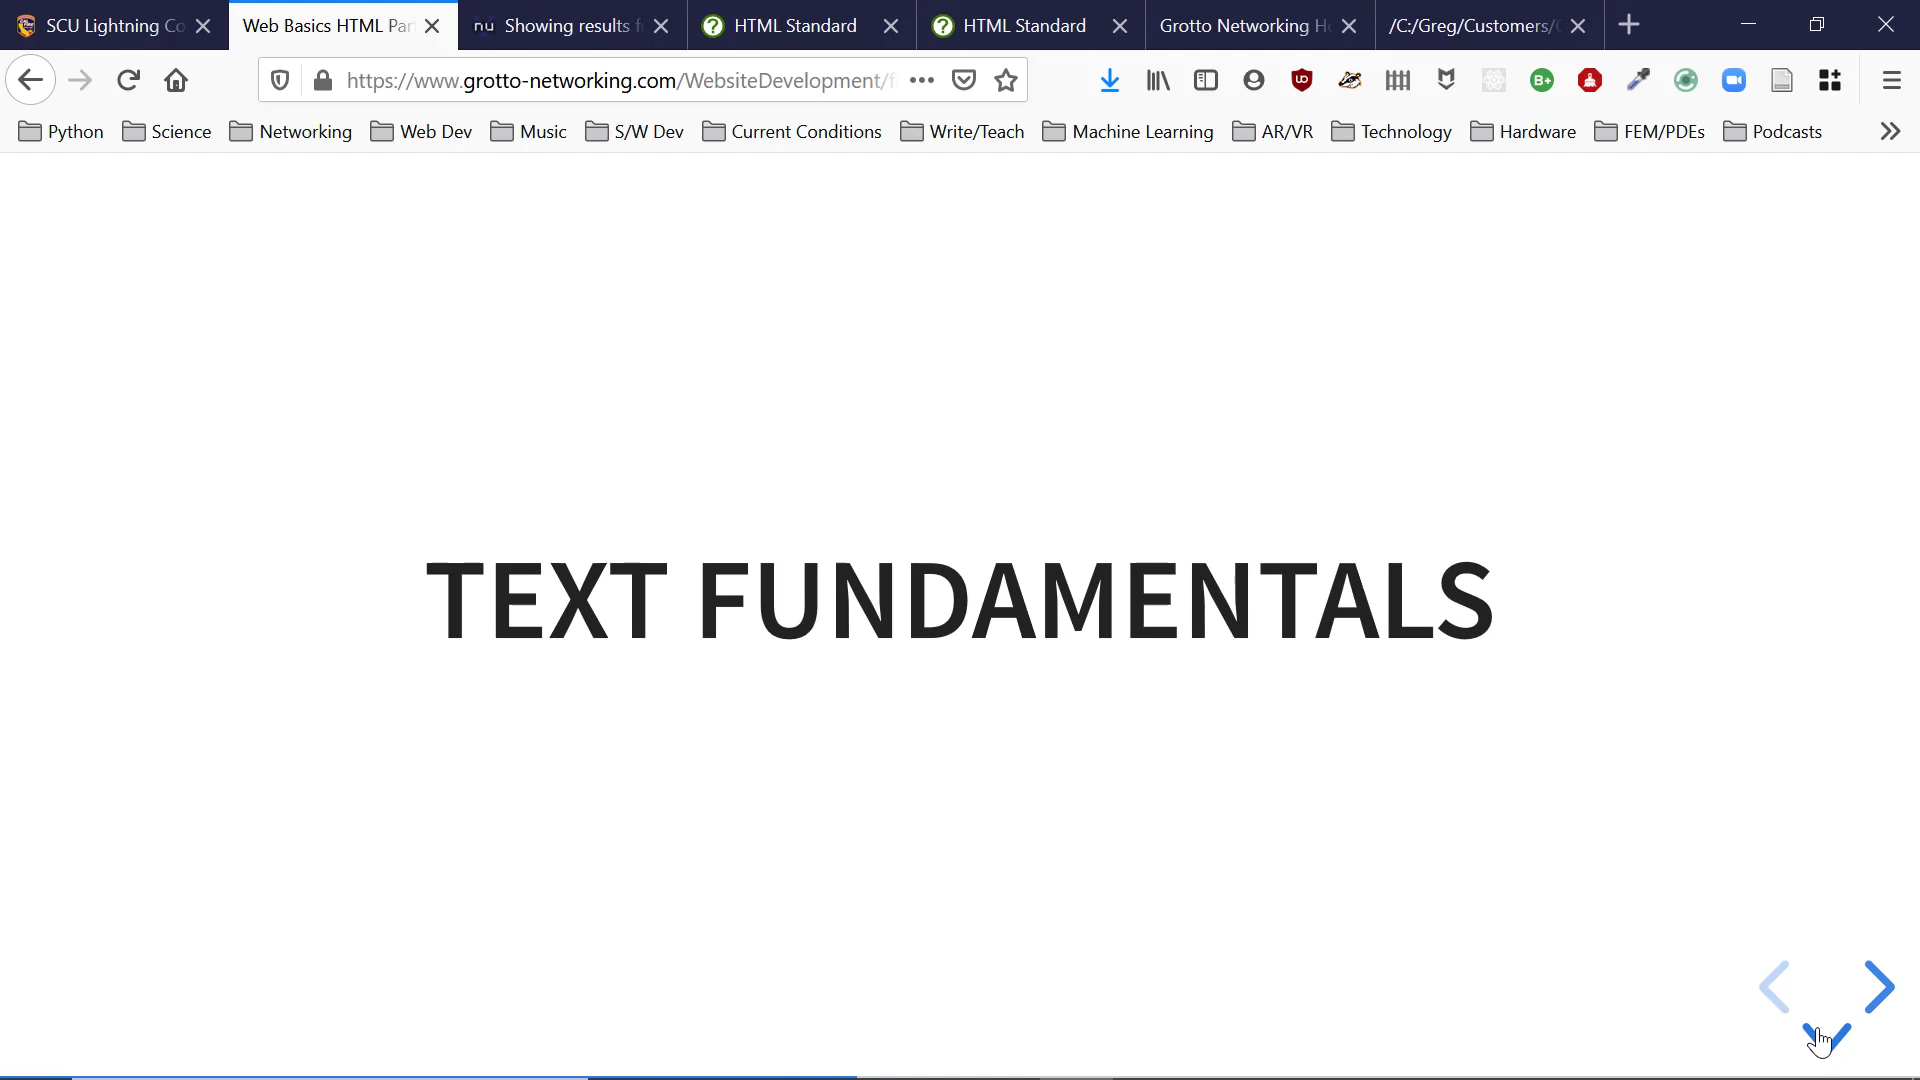 SCU Lightning Co
Web Basics HTML Par
nu Showing results f
HTML Standard
HTML Standard
Grotto Networking H
/C:/Greg/Customers/
https://www.grotto-networking.com/WebsiteDevelopment/f
Python Science Networking Web Dev Music S/W Dev Current Conditions Write/Teach Machine Learning AR/VR Technology Hardware FEM/PDEs Podcasts
TEXT FUNDAMENTALS